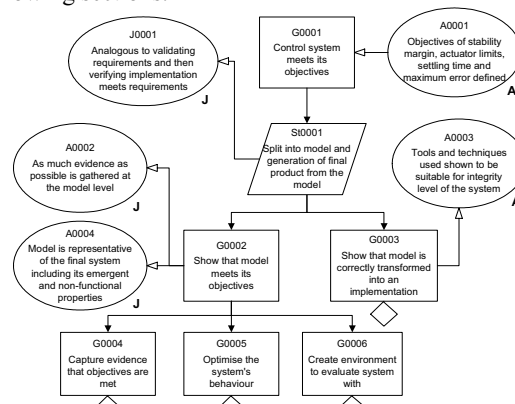 J0001
Analogous to validating
requirements and then
verifying implementation
meets requirements
J
G0001
Control system
meets its
objectives
A0001
Objectives of stability
margin, actuator limits,
settling time and
maximum error defined
A
St0001
Split into model and
generation of final
product from the
model
A0002
As much evidence as
possible is gathered at
the model level
J
A0003
Tools and techniques
used shown to be
suitable for integrity
level of the system
A0004
Model is representative
of the final system
including its emergent
and non-functional
properties
J
G0002
Show that model
meets its
objectives
G0003
Show that model is
correctly transformed
into an
implementation
G0004
Capture evidence
that objectives are
met
G0005
Optimise the
system's
behaviour
G0006
Create environment
to evaluate system
with